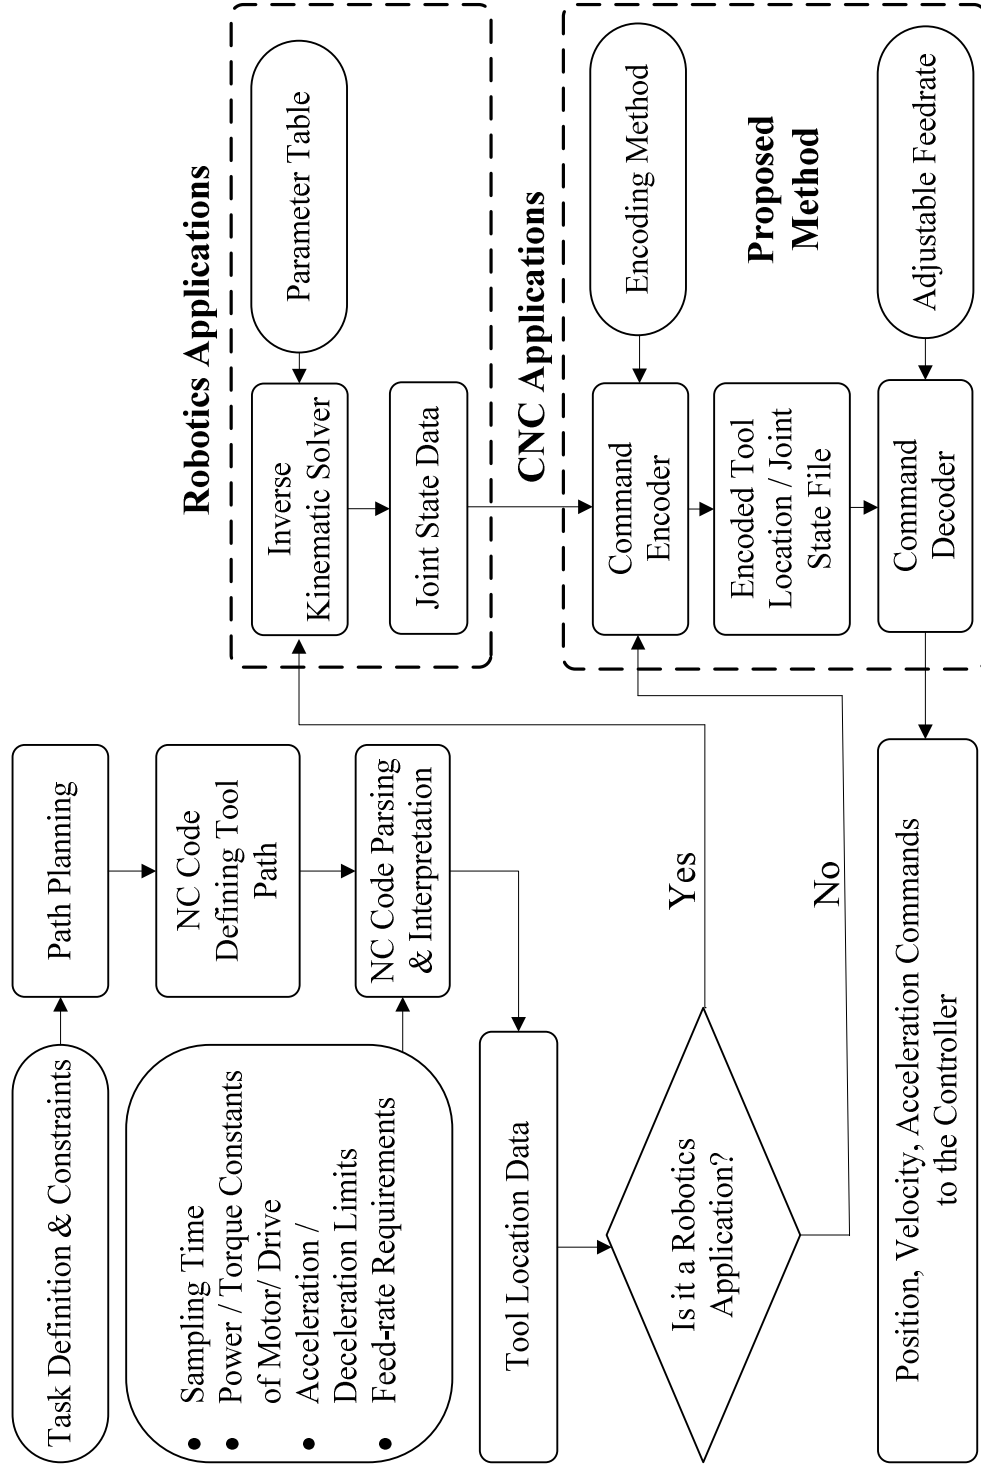 Task Definition & Constraints
Path Planning
Sampling Time
Power / Torque Constants
of Motor/ Drive
Acceleration /
Deceleration Limits
Feed-rate Requirements
NC Code
Defining Tool
Path
NC Code Parsing
& Interpretation
Tool Location Data
Is it a Robotics
Application?
Yes
No
Robotics Applications
Inverse
Kinematic Solver
Parameter Table
Joint State Data
CNC Applications
Command
Encoder
Encoding Method
Encoded Tool
Location / Joint
State File
Proposed
Method
Command
Decoder
Adjustable Feedrate
Position, Velocity, Acceleration Commands
to the Controller